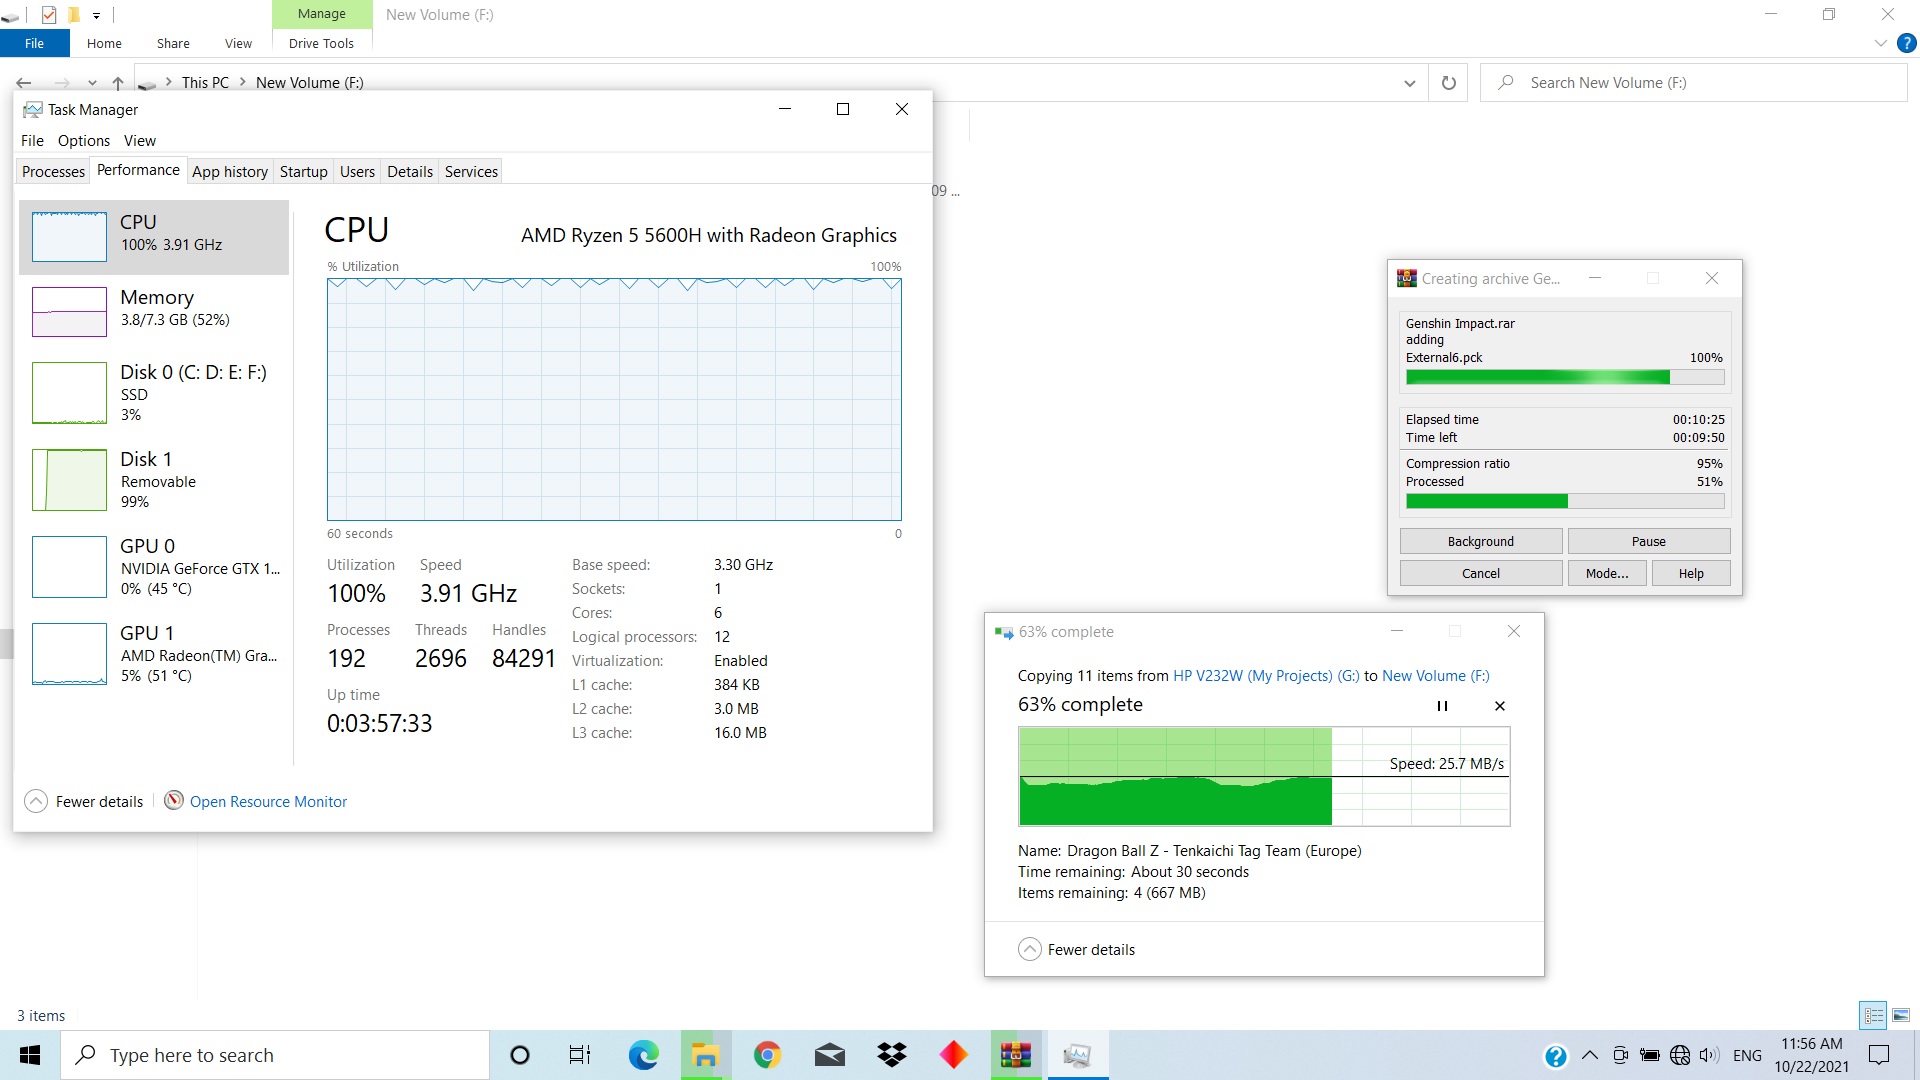 Manage
New Volume (F:)
File
Home
Share
View
Drive Tools
This PC
New Volume (F:)
Search New Volume (F:)
09 ...
Task Manager
File Options View
Processes Performance App history Startup Users Details Services
CPU
100% 3.91 GHz
Memory
3.8/7.3 GB (52%)
Disk 0 (C: D: E: F:)
SSD
3%
Disk 1
Removable
99%
GPU 0
NVIDIA GeForce GTX 1...
0% (45 °C)
GPU 1
AMD Radeon(TM) Gra...
5% (51 °C)
CPU
AMD Ryzen 5 5600H with Radeon Graphics
% Utilization 100%
60 seconds 0
Utilization Speed
100% 3.91 GHz
Processes Threads Handles
192 2696 84291
Up time
0:03:57:33
Base speed: 3.30 GHz
Sockets: 1
Cores: 6
Logical processors: 12
Virtualization: Enabled
L1 cache: 384 KB
L2 cache: 3.0 MB
L3 cache: 16.0 MB
Fewer details
Open Resource Monitor
Creating archive Ge...
Genshin Impact.rar
adding
External6.pck 100%
Elapsed time 00:10:25
Time left 00:09:50
Compression ratio 95%
Processed 51%
Background Pause
Cancel Mode... Help
63% complete
Copying 11 items from HP V232W (My Projects) (G:) to New Volume (F:)
63% complete
Speed: 25.7 MB/s
Name: Dragon Ball Z - Tenkaichi Tag Team (Europe)
Time remaining: About 30 seconds
Items remaining: 4 (667 MB)
Fewer details
3 items
Type here to search
ENG
11:56 AM
10/22/2021